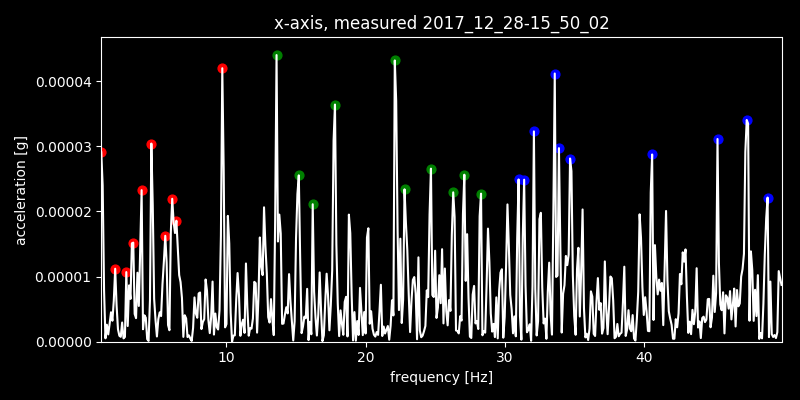 x-axis, measured 2017_12_28-15_50_02
0.00004
0.00003
0.00002
0.00001
0.00000
acceleration [g]
10 20 30 40
frequency [Hz]